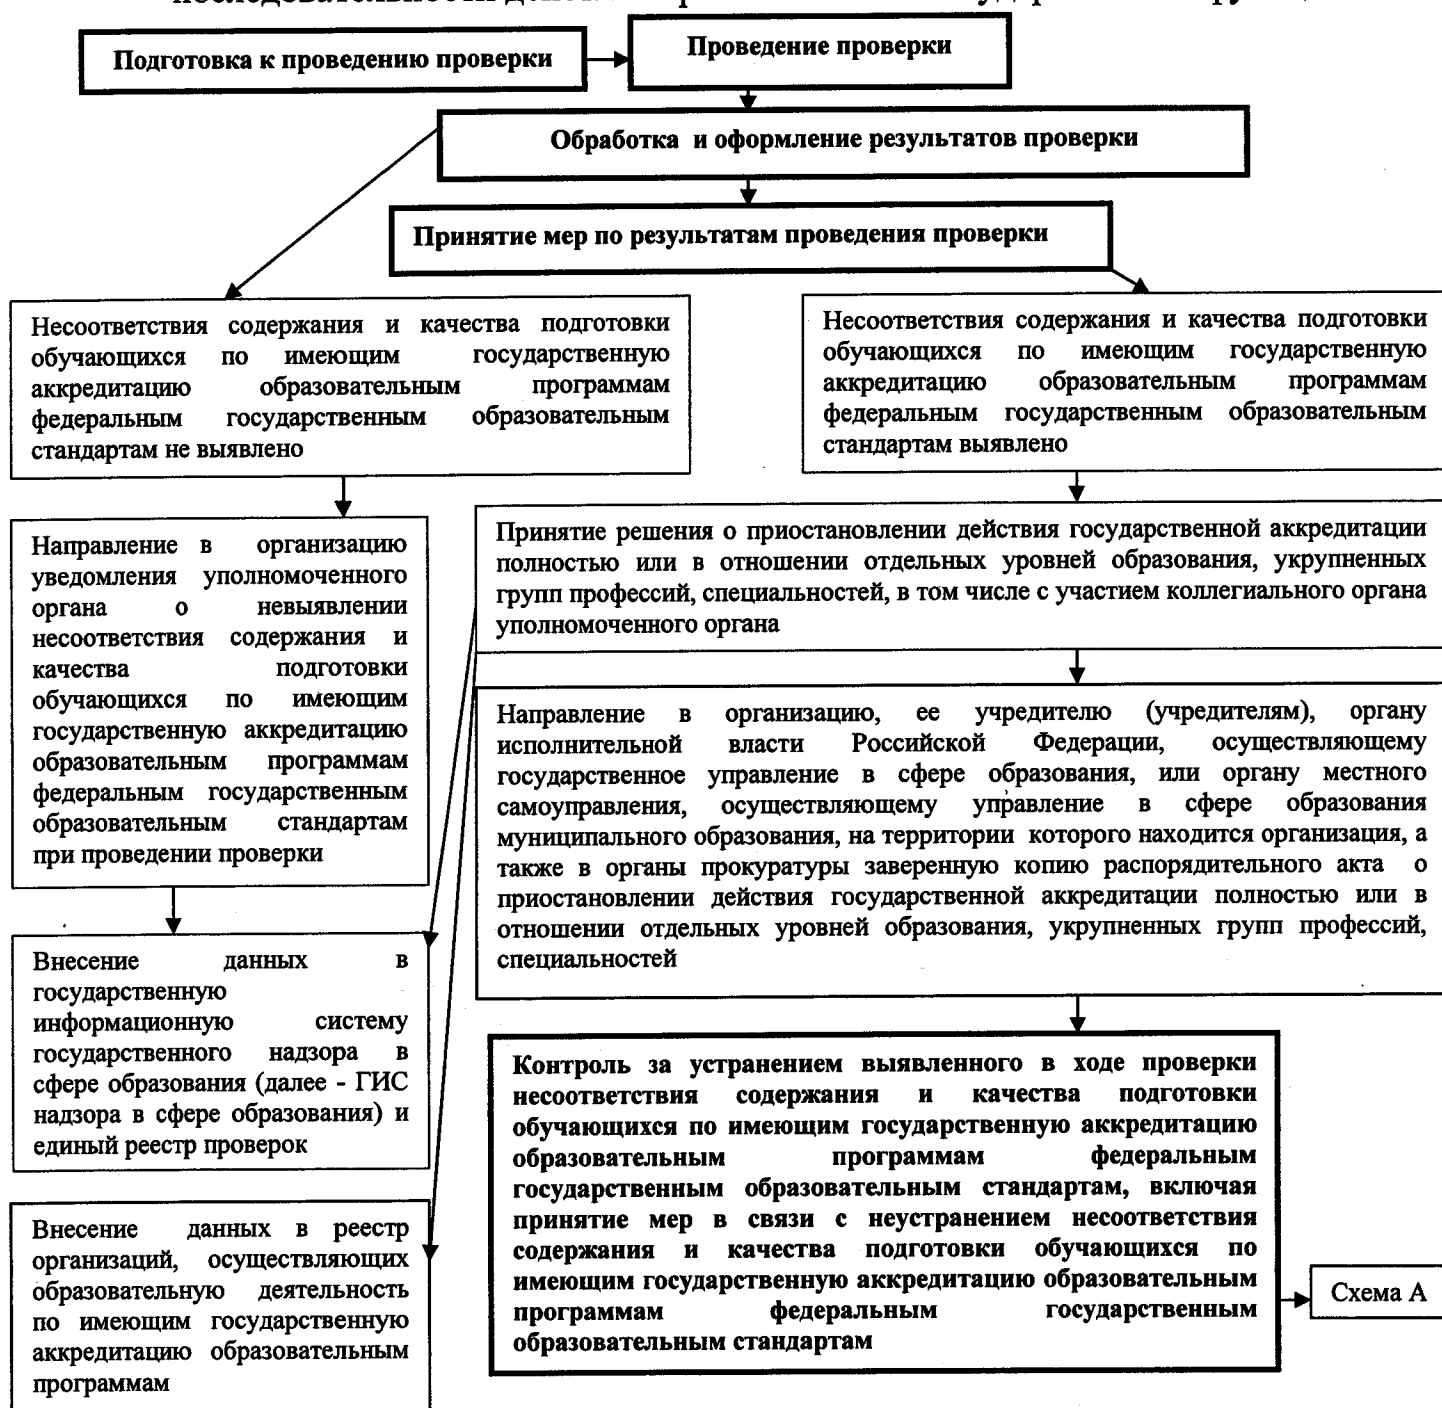 Подготовка к проведению проверки
Проведение проверки
Обработка и оформление результатов проверки
Принятие мер по результатам проведения проверки
Несоответствия содержания и качества подготовки
обучающихся по имеющим государственную
аккредитацию образовательным программам
федеральным государственным образовательным
стандартам не выявлено
Несоответствия содержания и качества подготовки
обучающихся по имеющим государственную
аккредитацию образовательным программам
федеральным государственным образовательным
стандартам выявлено
Направление в организацию
уведомления уполномоченного
органа о невыявлении
несоответствия содержания и
качества подготовки
обучающихся по имеющим
государственную аккредитацию
образовательным программам
федеральным государственным
образовательным стандартам
при проведении проверки
Принятие решения о приостановлении действия государственной аккредитации
полностью или в отношении отдельных уровней образования, укрупненных
групп профессий, специальностей, в том числе с участием коллегиального органа
уполномоченного органа
Направление в организацию, ее учредителю (учредителям), органу
исполнительной власти Российской Федерации, осуществляющему
государственное управление в сфере образования, или органу местного
самоуправления, осуществляющему управление в сфере образования
муниципального образования, на территории которого находится организация, а
также в органы прокуратуры заверенную копию распорядительного акта о
приостановлении действия государственной аккредитации полностью или в
отношении отдельных уровней образования, укрупненных групп профессий,
специальностей
Внесение данных в
государственную
информационную систему
государственного надзора в
сфере образования (далее - ГИС
надзора в сфере образования) и
единый реестр проверок
Внесение данных в реестр
организаций, осуществляющих
образовательную деятельность
по имеющим государственную
аккредитацию образовательным
программам
Контроль за устранением выявленного в ходе проверки
несоответствия содержания и качества подготовки
обучающихся по имеющим государственную аккредитацию
образовательным программам федеральным
государственным образовательным стандартам, включая
принятие мер в связи с неустранением несоответствия
содержания и качества подготовки обучающихся по
имеющим государственную аккредитацию образовательным
программам федеральным государственным
образовательным стандартам
Схема А